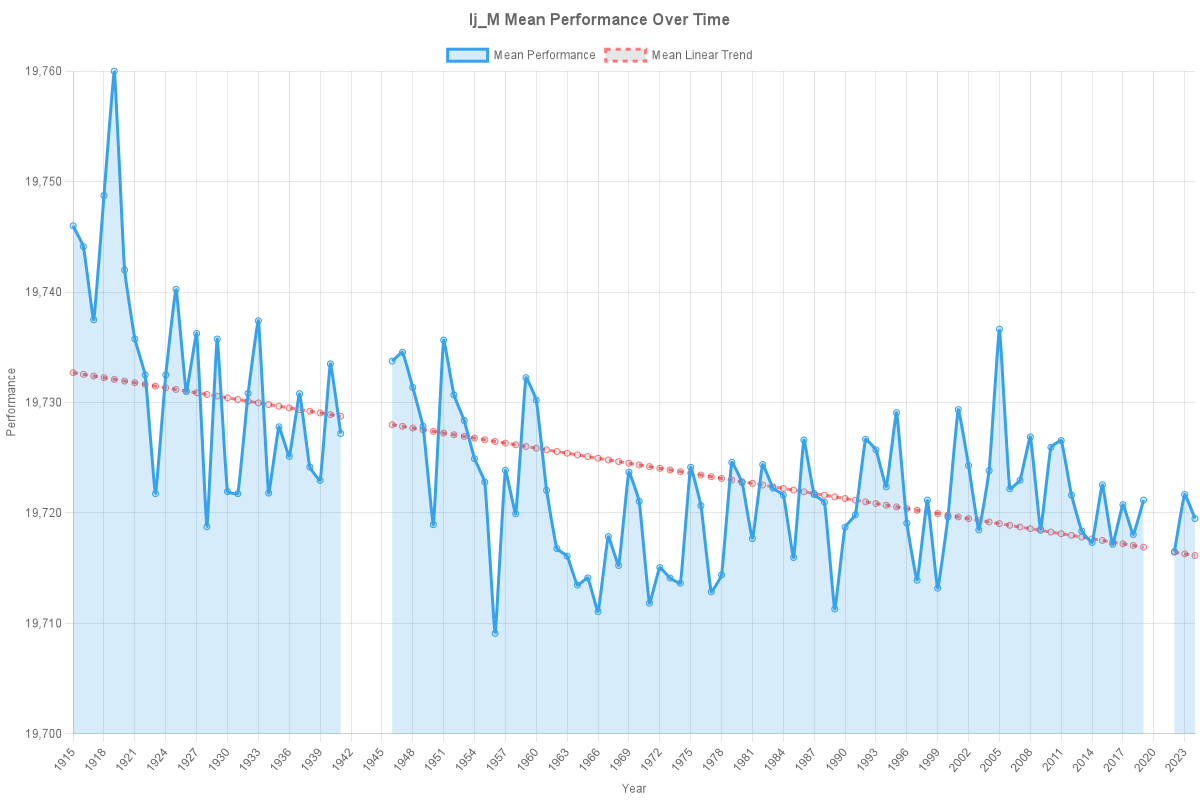 lj_M Mean Performance Over Time
Mean Performance
Mean Linear Trend
19,760
19,750
19,740
19,730
19,720
19,710
19,700
Performance
1915 1918 1921 1924 1927 1930 1933 1936 1939 1942 1945 1948 1951 1954 1957 1960 1963 1966 1969 1972 1975 1978 1981 1984 1987 1990 1993 1996 1999 2002 2005 2008 2011 2014 2017 2020 2023
Year